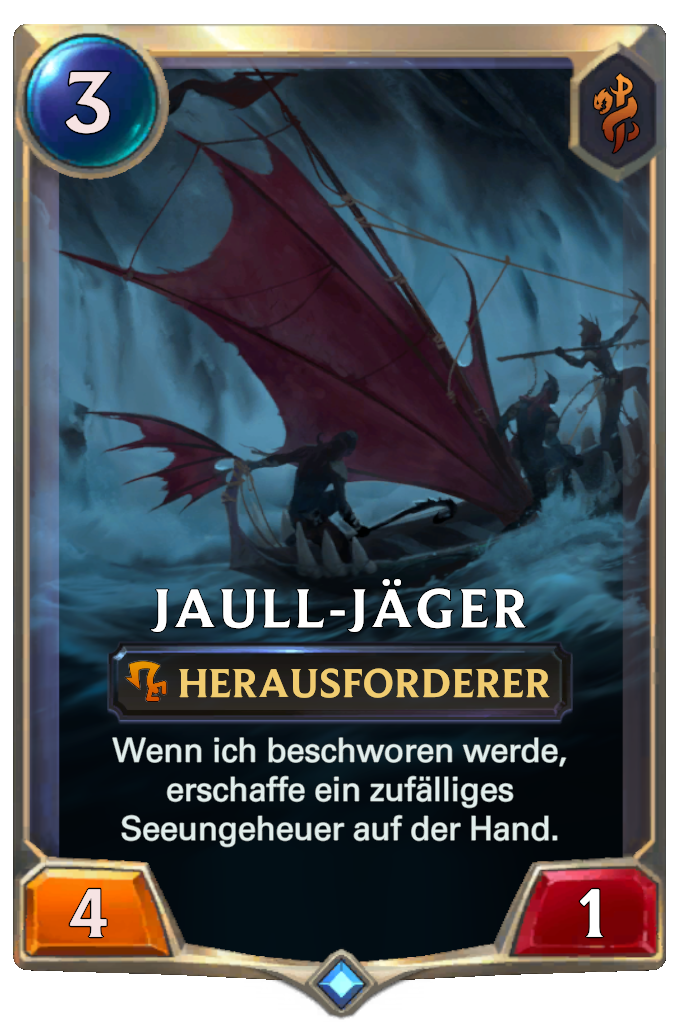 3
JAULL-JÄGER
HERAUSFORDERER
Wenn ich beschworen werde,
erschaffe ein zufälliges
Seeungeheuer auf der Hand.
4
1